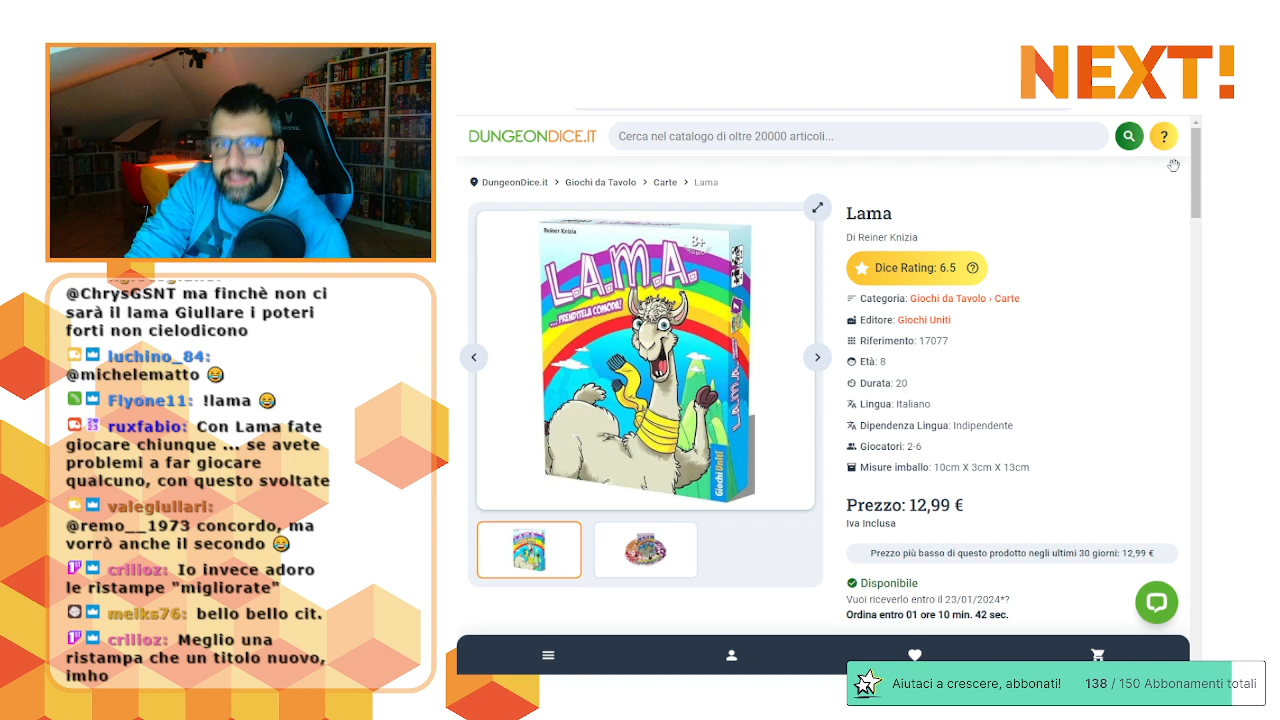 NEXT!
@ChrysGSNT ma finchè non ci
sarà il lama Giullare i poteri
forti non cielodicono
luchino_84:
@michelematto 😂
Flyone11: !lama 😂
ruxfabio: Con Lama fate
giocare chiunque ... se avete
problemi a far giocare
qualcuno, con questo svoltate
valegiullari:
@remo__1973 concordo, ma
vorrò anche il secondo 😂
crilioz: Io invece adoro
le ristampe "migliorate"
melks76: bello bello cit.
crilioz: Meglio una
ristampa che un titolo nuovo,
imho
DUNGEONDICE.IT
Cerca nel catalogo di oltre 20000 articoli...
?
DungeonDice.it > Giochi da Tavolo > Carte > Lama
Reiner Knizia
8+
L.A.M.A.
...PRENDITELA COMODA!
L.A.M.A.
Giochi Uniti
Lama
Di Reiner Knizia
Dice Rating: 6.5
Categoria: Giochi da Tavolo › Carte
Editore: Giochi Uniti
Riferimento: 17077
Età: 8
Durata: 20
Lingua: Italiano
Dipendenza Lingua: Indipendente
Giocatori: 2-6
Misure imballo: 10cm X 3cm X 13cm
Prezzo: 12,99 €
Iva Inclusa
Prezzo più basso di questo prodotto negli ultimi 30 giorni: 12,99 €
Disponibile
Vuoi riceverlo entro il 23/01/2024*?
Ordina entro 01 ore 10 min. 42 sec.
Aiutaci a crescere, abbonati! 138 / 150 Abbonamenti totali